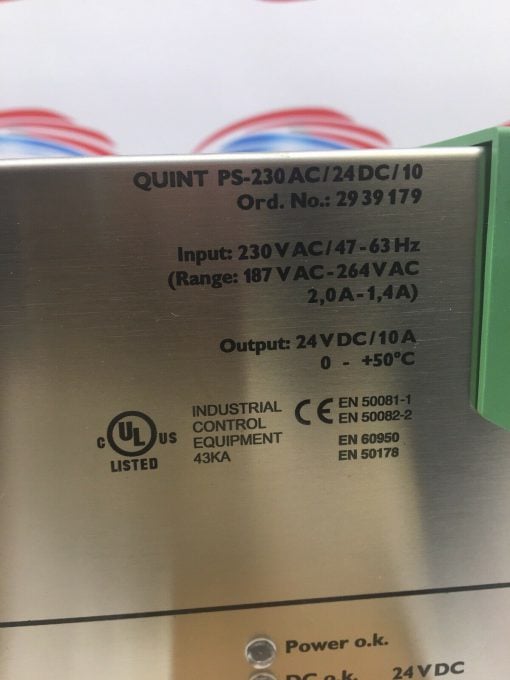 QUINT PS-230AC/24DC/10
Ord. No.: 2939179
Input: 230VAC/47-63Hz
(Range: 187VAC-264VAC
2,0A-1,4A)
Output: 24VDC/10A
0 - +50°C
C UL US
LISTED
INDUSTRIAL
CONTROL
EQUIPMENT
43KA
CE
EN 50081-1
EN 50082-2
EN 60950
EN 50178
Power o.k.
DC o.k. 24VDC